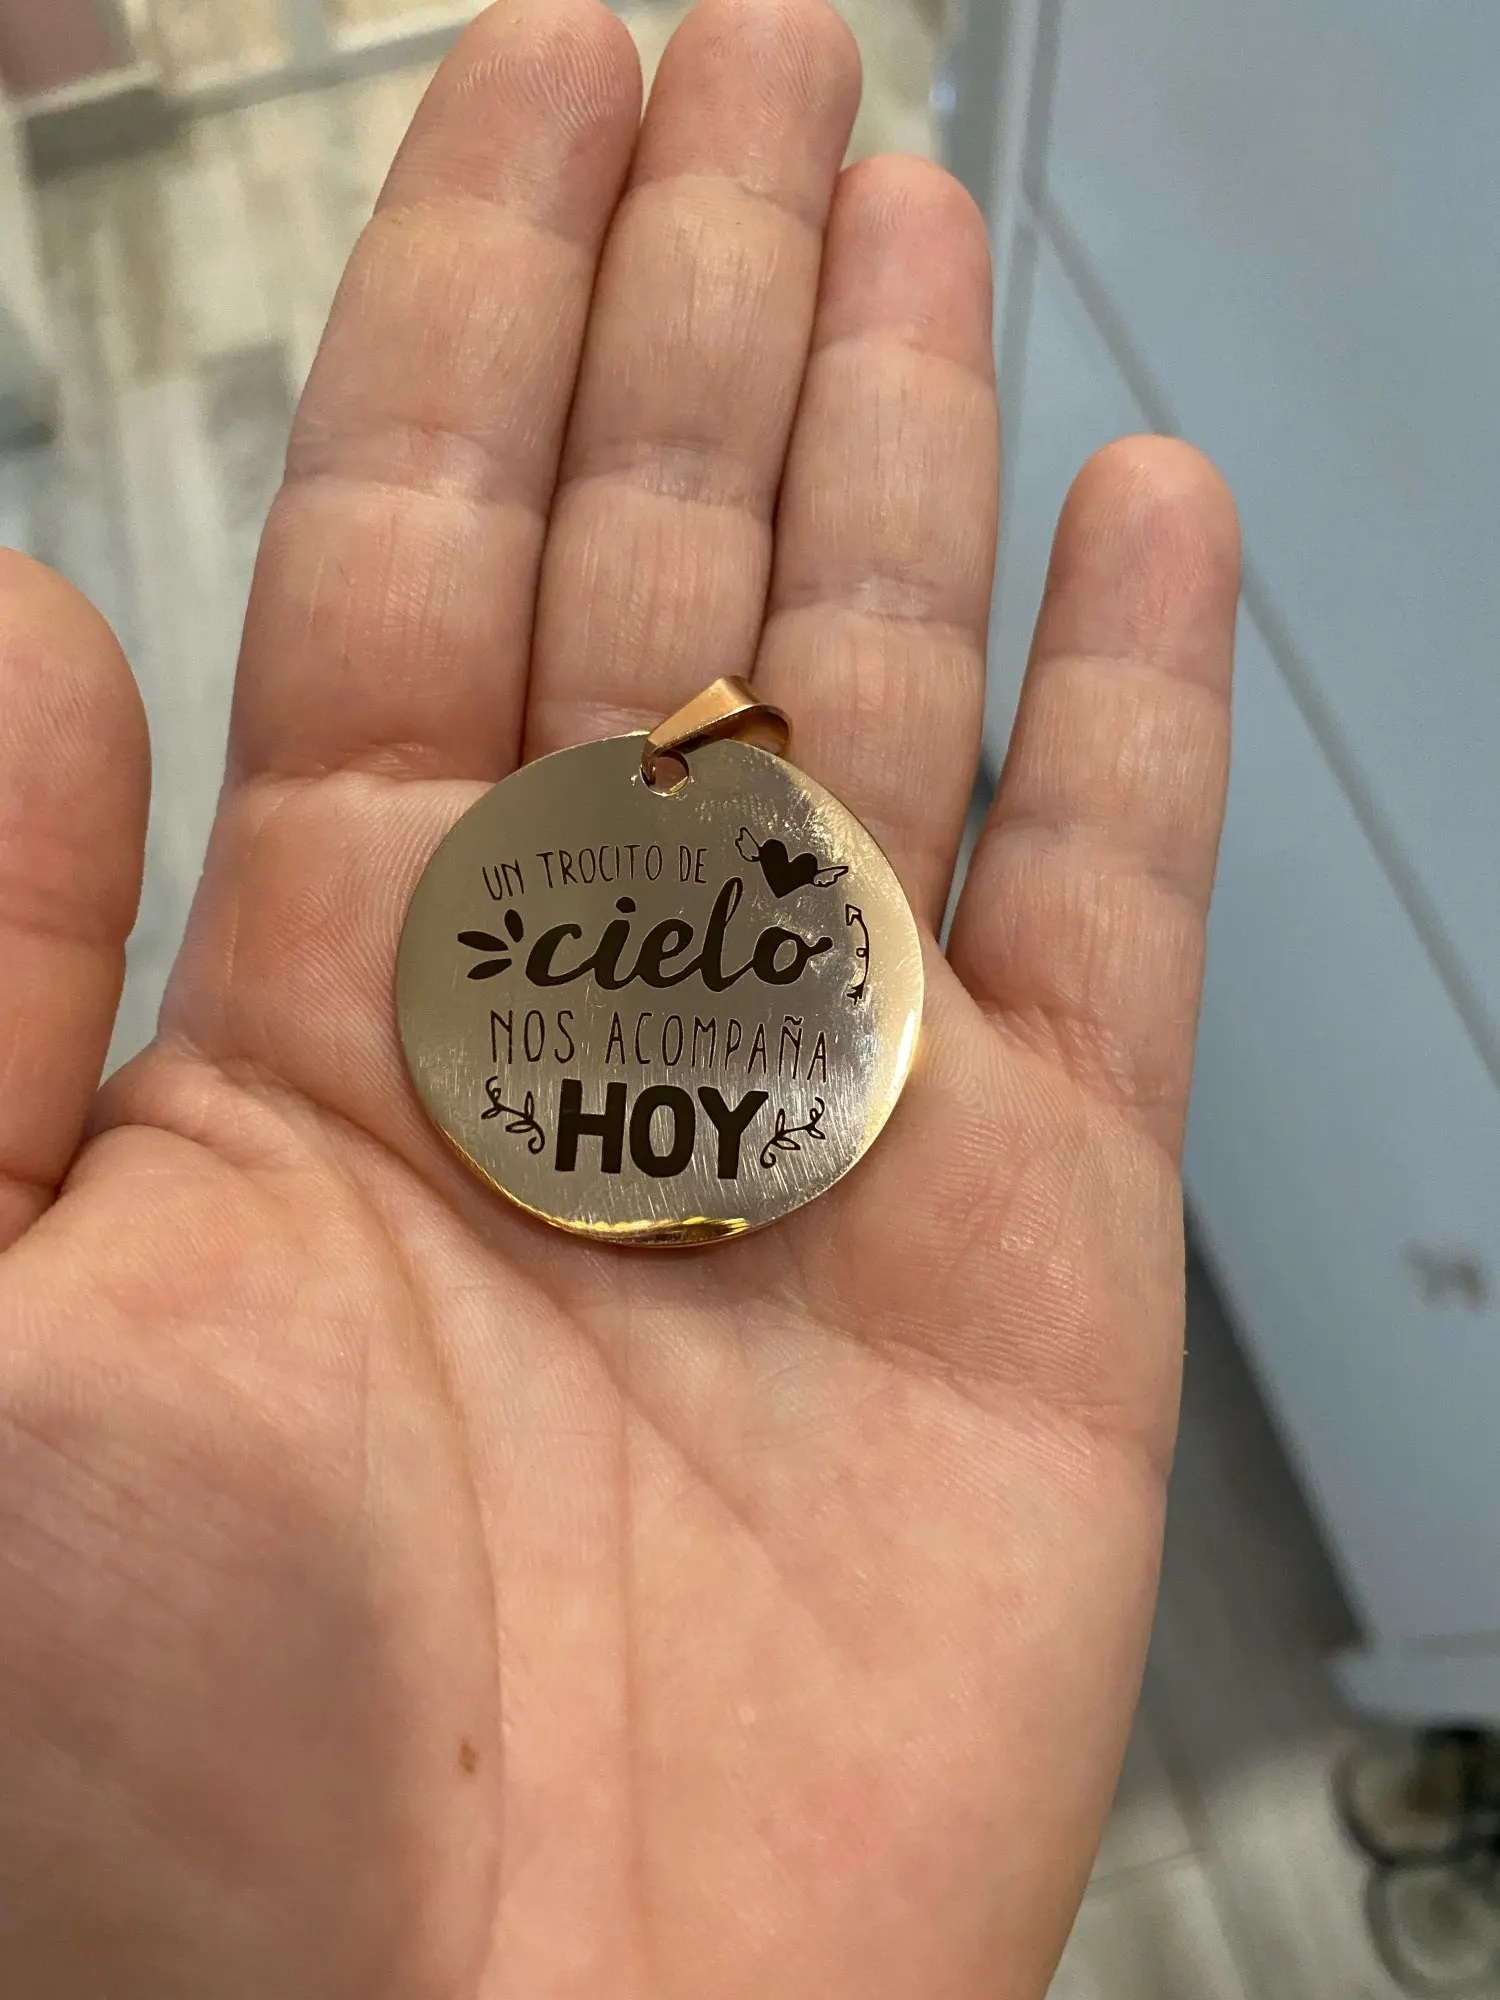 UN TROCITO DE
cielo
NOS ACOMPAÑA
HOY